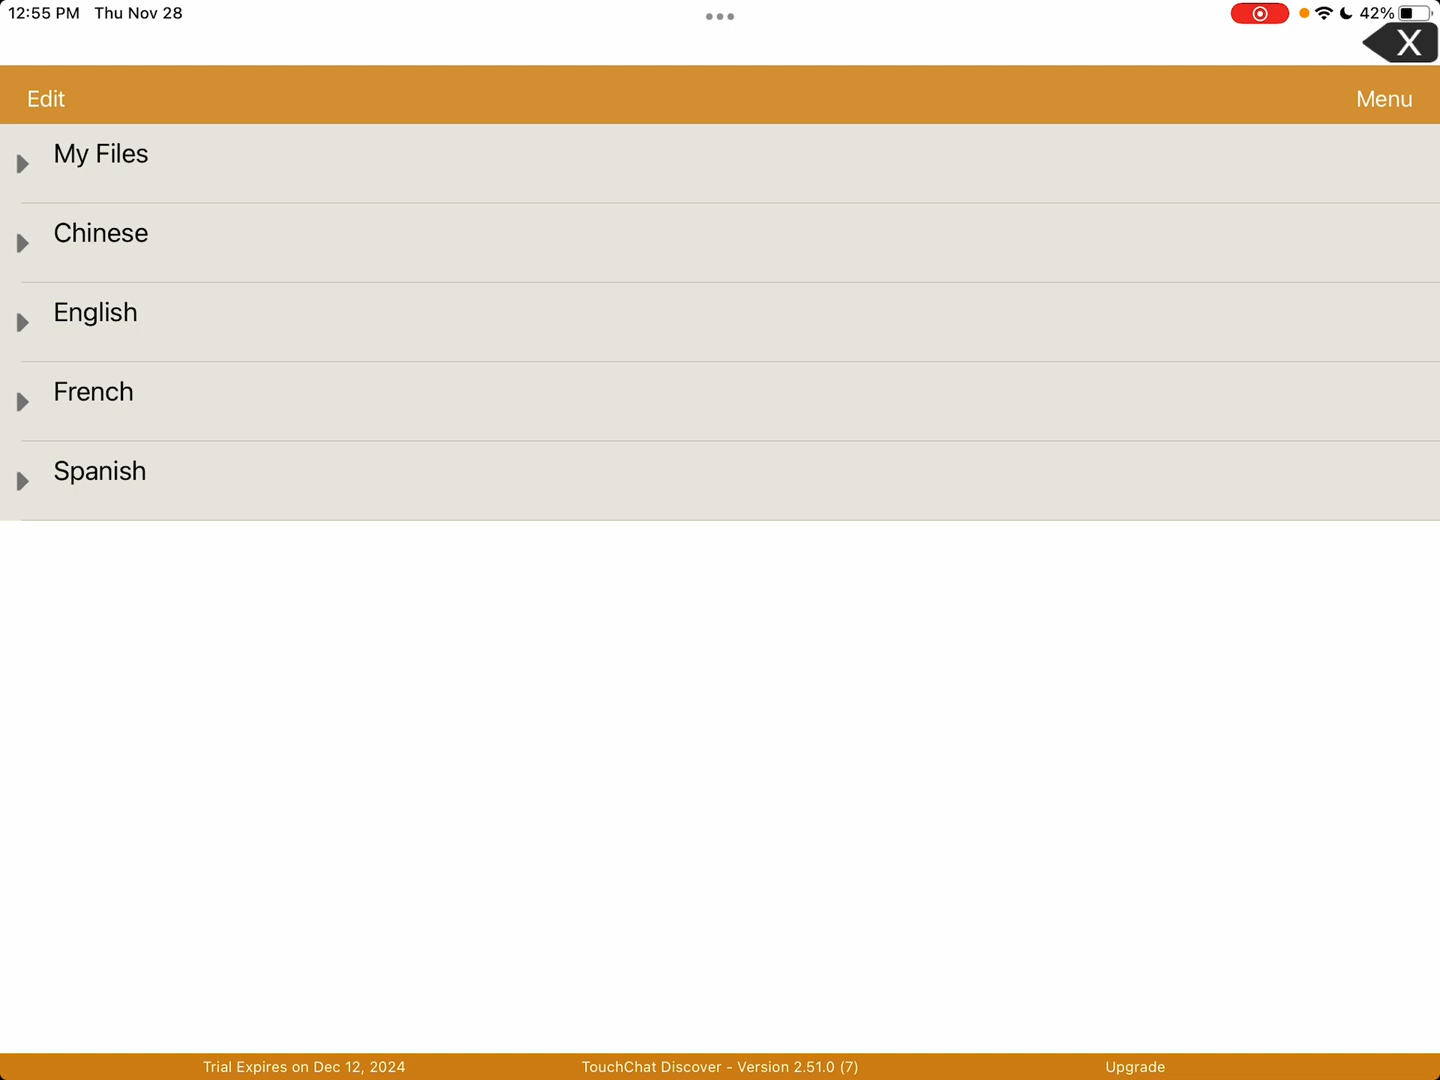 12:55 PM Thu Nov 28
42%
X
Edit
Menu
My Files
Chinese
English
French
Spanish
Trial Expires on Dec 12, 2024
TouchChat Discover - Version 2.51.0 (7)
Upgrade